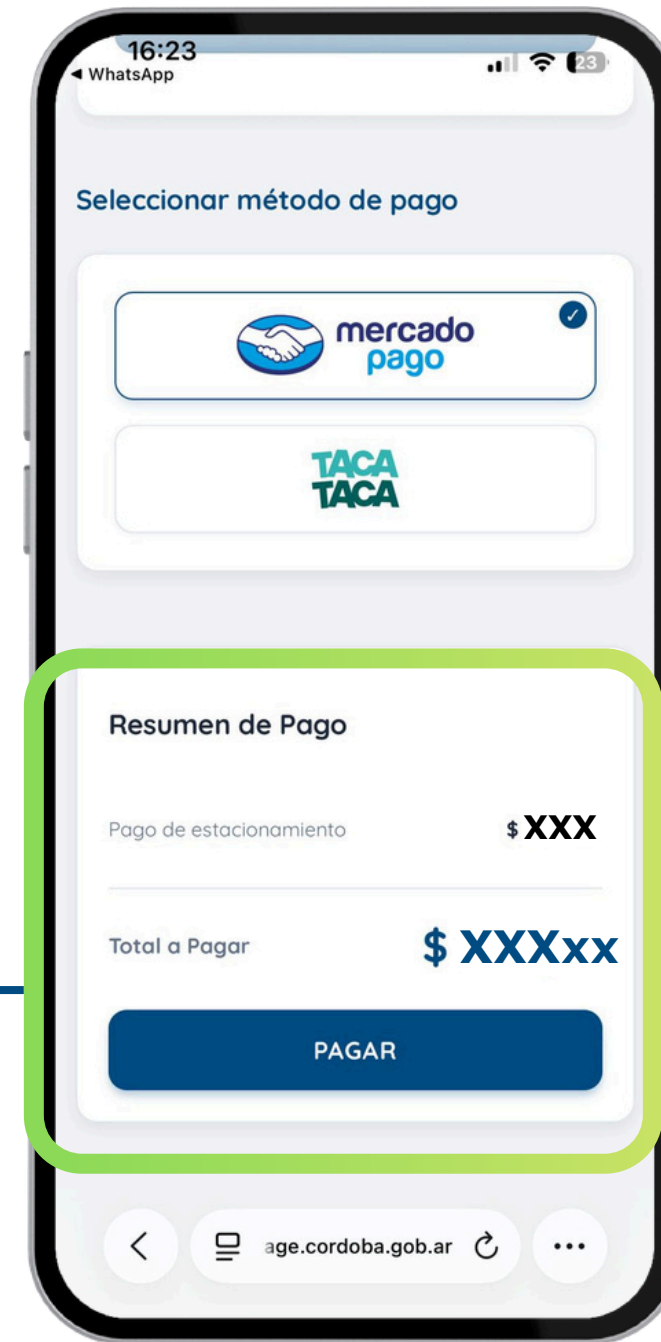 16:23
WhatsApp
23
Seleccionar método de pago
mercado
pago
TACA
TACA
Resumen de Pago
Pago de estacionamiento $ XXX
Total a Pagar $ XXXxx
PAGAR
age.cordoba.gob.ar